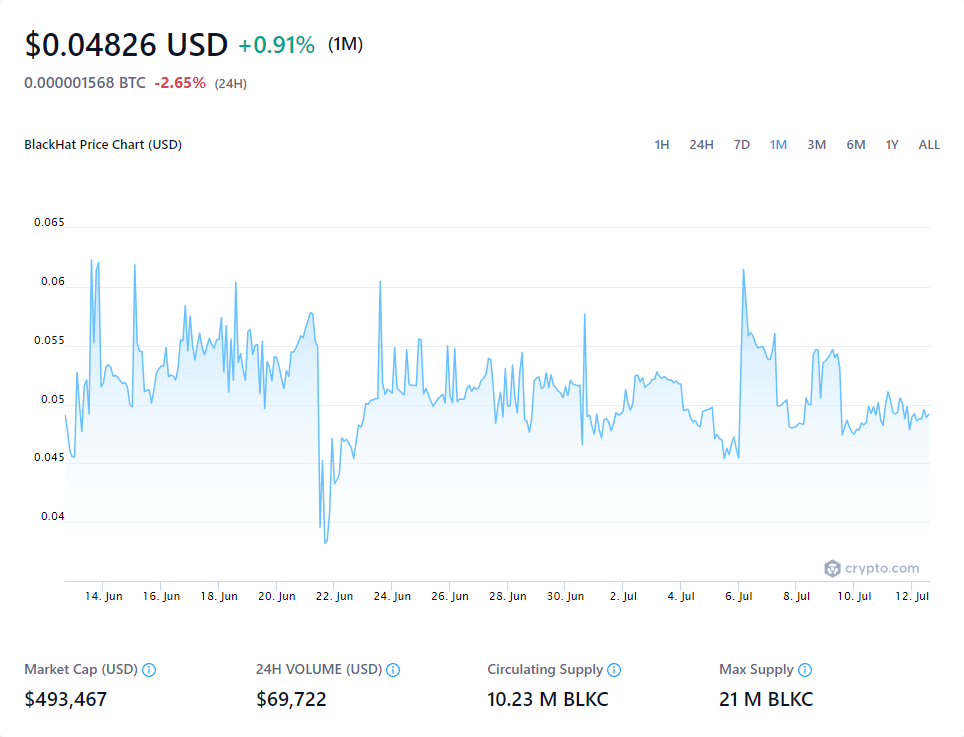 $0.04826 USD +0.91% (1M)
0.000001568 BTC -2.65% (24H)
BlackHat Price Chart (USD) 1H 24H 7D 1M 3M 6M 1Y ALL
0.065
0.06
0.055
0.05
0.045
0.04
crypto.com
14. Jun 16. Jun 18. Jun 20. Jun 22. Jun 24. Jun 26. Jun 28. Jun 30. Jun 2. Jul 4. Jul 6. Jul 8. Jul 10. Jul 12. Jul
Market Cap (USD) 24H VOLUME (USD) Circulating Supply Max Supply
$493,467 $69,722 10.23 M BLKC 21 M BLKC